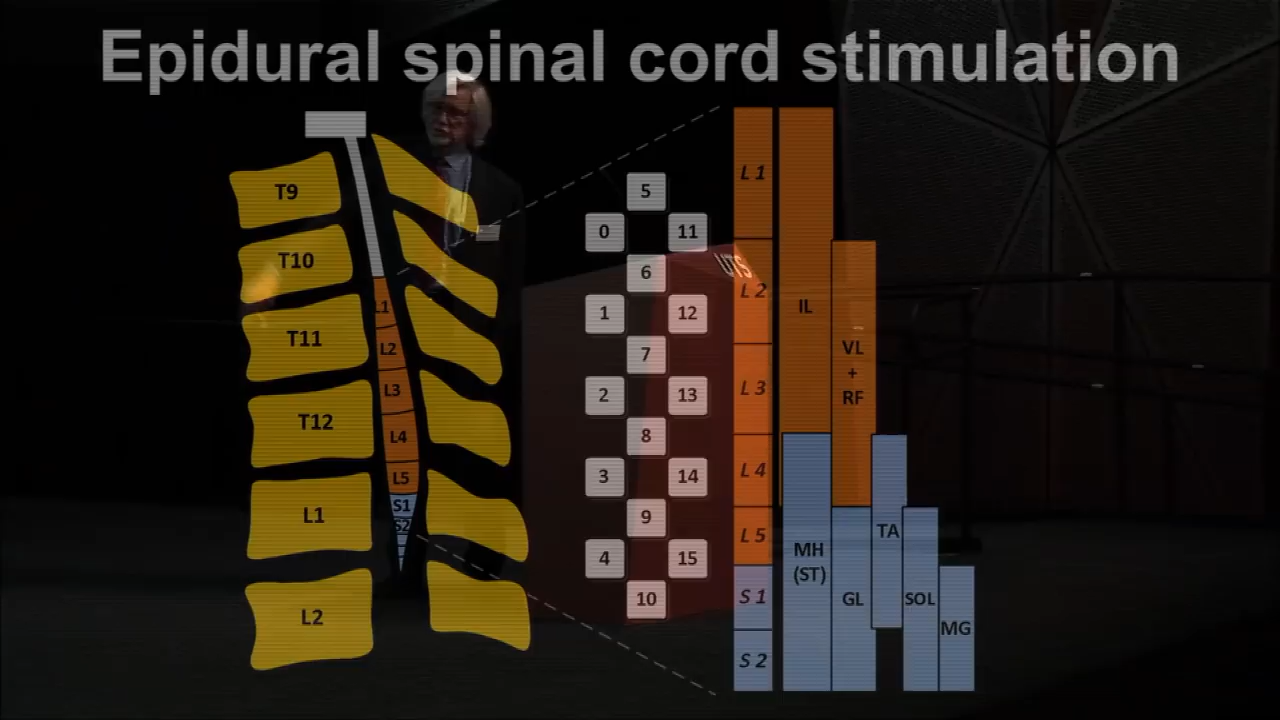 Epidural spinal cord stimulation
T9
T10
T11
T12
L1
L2
L1
L2
L3
L4
L5
S1
S2
5
0
11
6
1
12
7
2
13
8
3
14
9
4
15
10
UTS
L 1
L 2
L 3
L 4
L 5
S 1
S 2
IL
VL
+
RF
MH
(ST)
GL
TA
SOL
MG